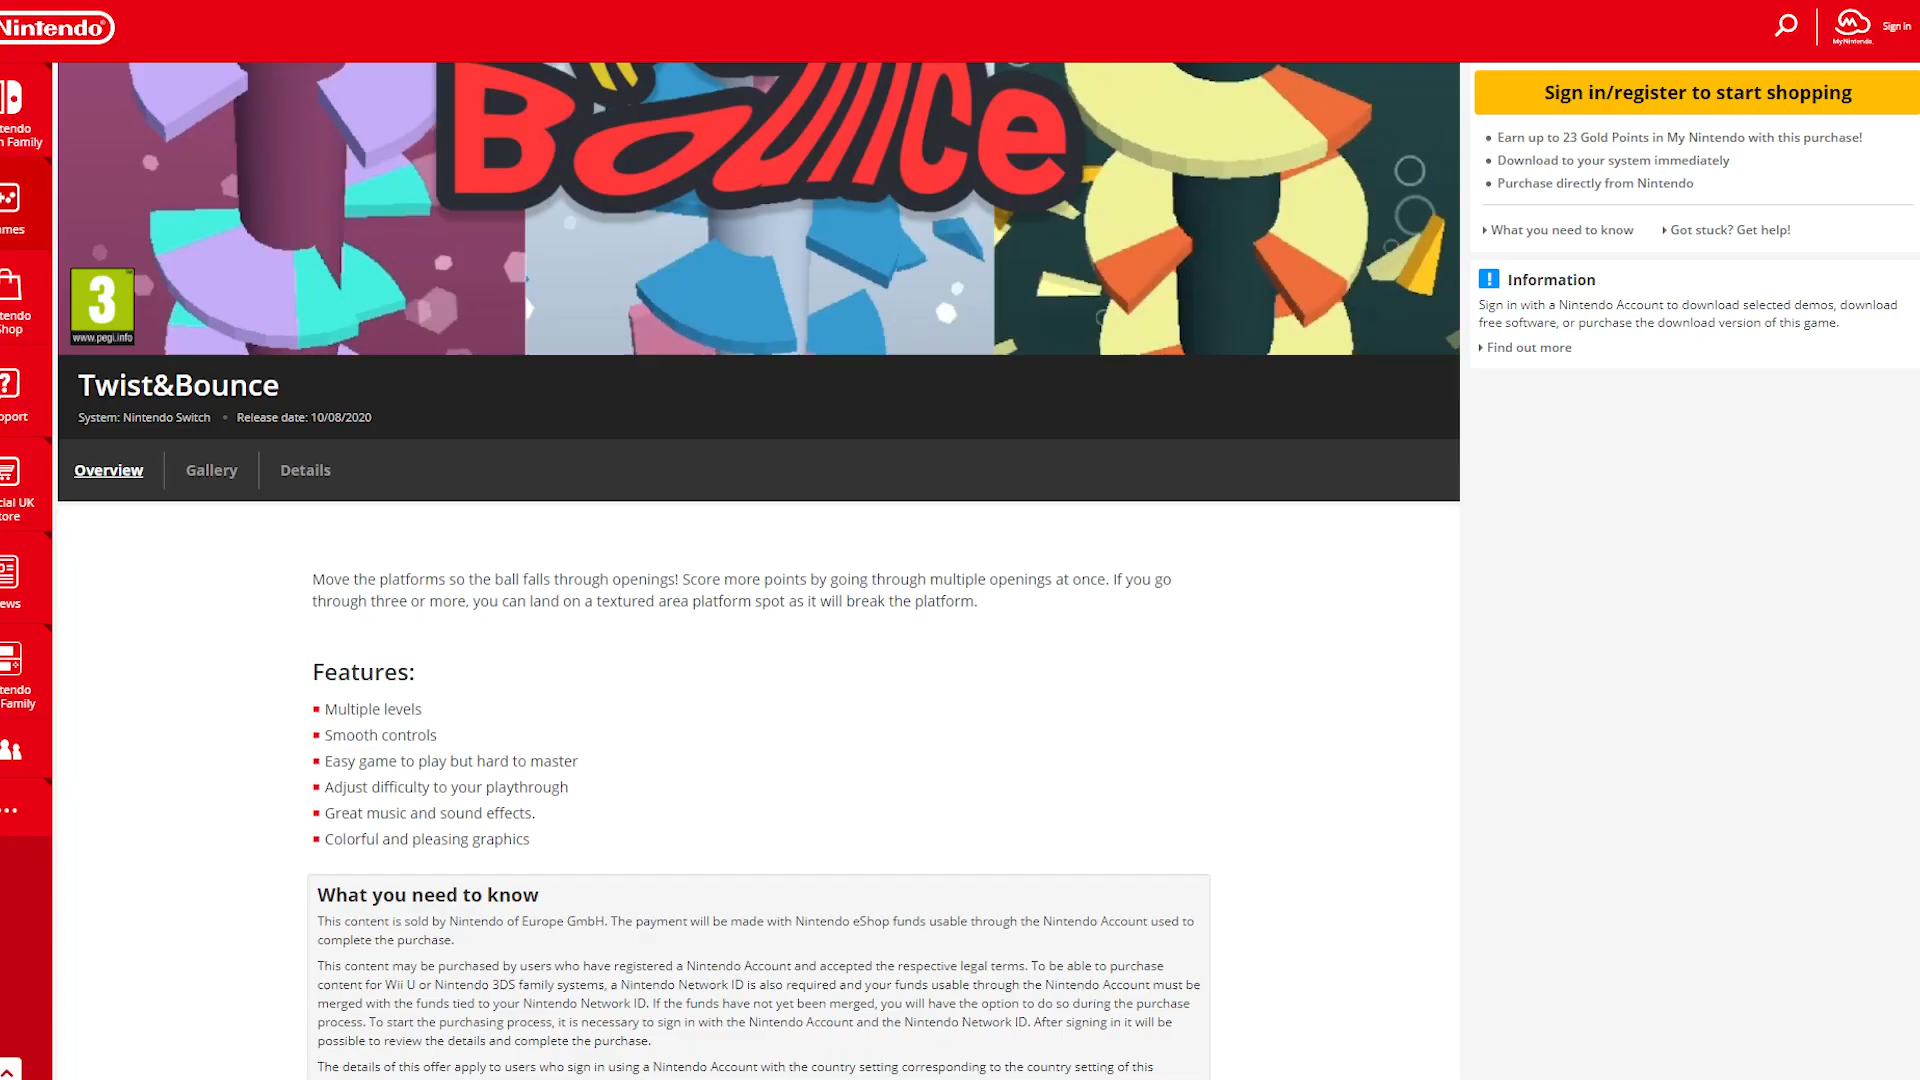 Nintendo
Sign in
My Nintendo
Bounce
3
www.pegi.info
Twist&Bounce
System: Nintendo Switch • Release date: 10/08/2020
Overview
Gallery
Details
Move the platforms so the ball falls through openings! Score more points by going through multiple openings at once. If you go
through three or more, you can land on a textured area platform spot as it will break the platform.
Features:
Multiple levels
Smooth controls
Easy game to play but hard to master
Adjust difficulty to your playthrough
Great music and sound effects.
Colorful and pleasing graphics
What you need to know
This content is sold by Nintendo of Europe GmbH. The payment will be made with Nintendo eShop funds usable through the Nintendo Account used to
complete the purchase.
This content may be purchased by users who have registered a Nintendo Account and accepted the respective legal terms. To be able to purchase
content for Wii U or Nintendo 3DS family systems, a Nintendo Network ID is also required and your funds usable through the Nintendo Account must be
merged with the funds tied to your Nintendo Network ID. If the funds have not yet been merged, you will have the option to do so during the purchase
process. To start the purchasing process, it is necessary to sign in with the Nintendo Account and the Nintendo Network ID. After signing in it will be
possible to review the details and complete the purchase.
The details of this offer apply to users who sign in using a Nintendo Account with the country setting corresponding to the country setting of this
Sign in/register to start shopping
Earn up to 23 Gold Points in My Nintendo with this purchase!
Download to your system immediately
Purchase directly from Nintendo
What you need to know
Got stuck? Get help!
Information
Sign in with a Nintendo Account to download selected demos, download
free software, or purchase the download version of this game.
Find out more
tendo
h Family
mes
tendo
Shop
pport
cial UK
tore
ews
tendo
Family